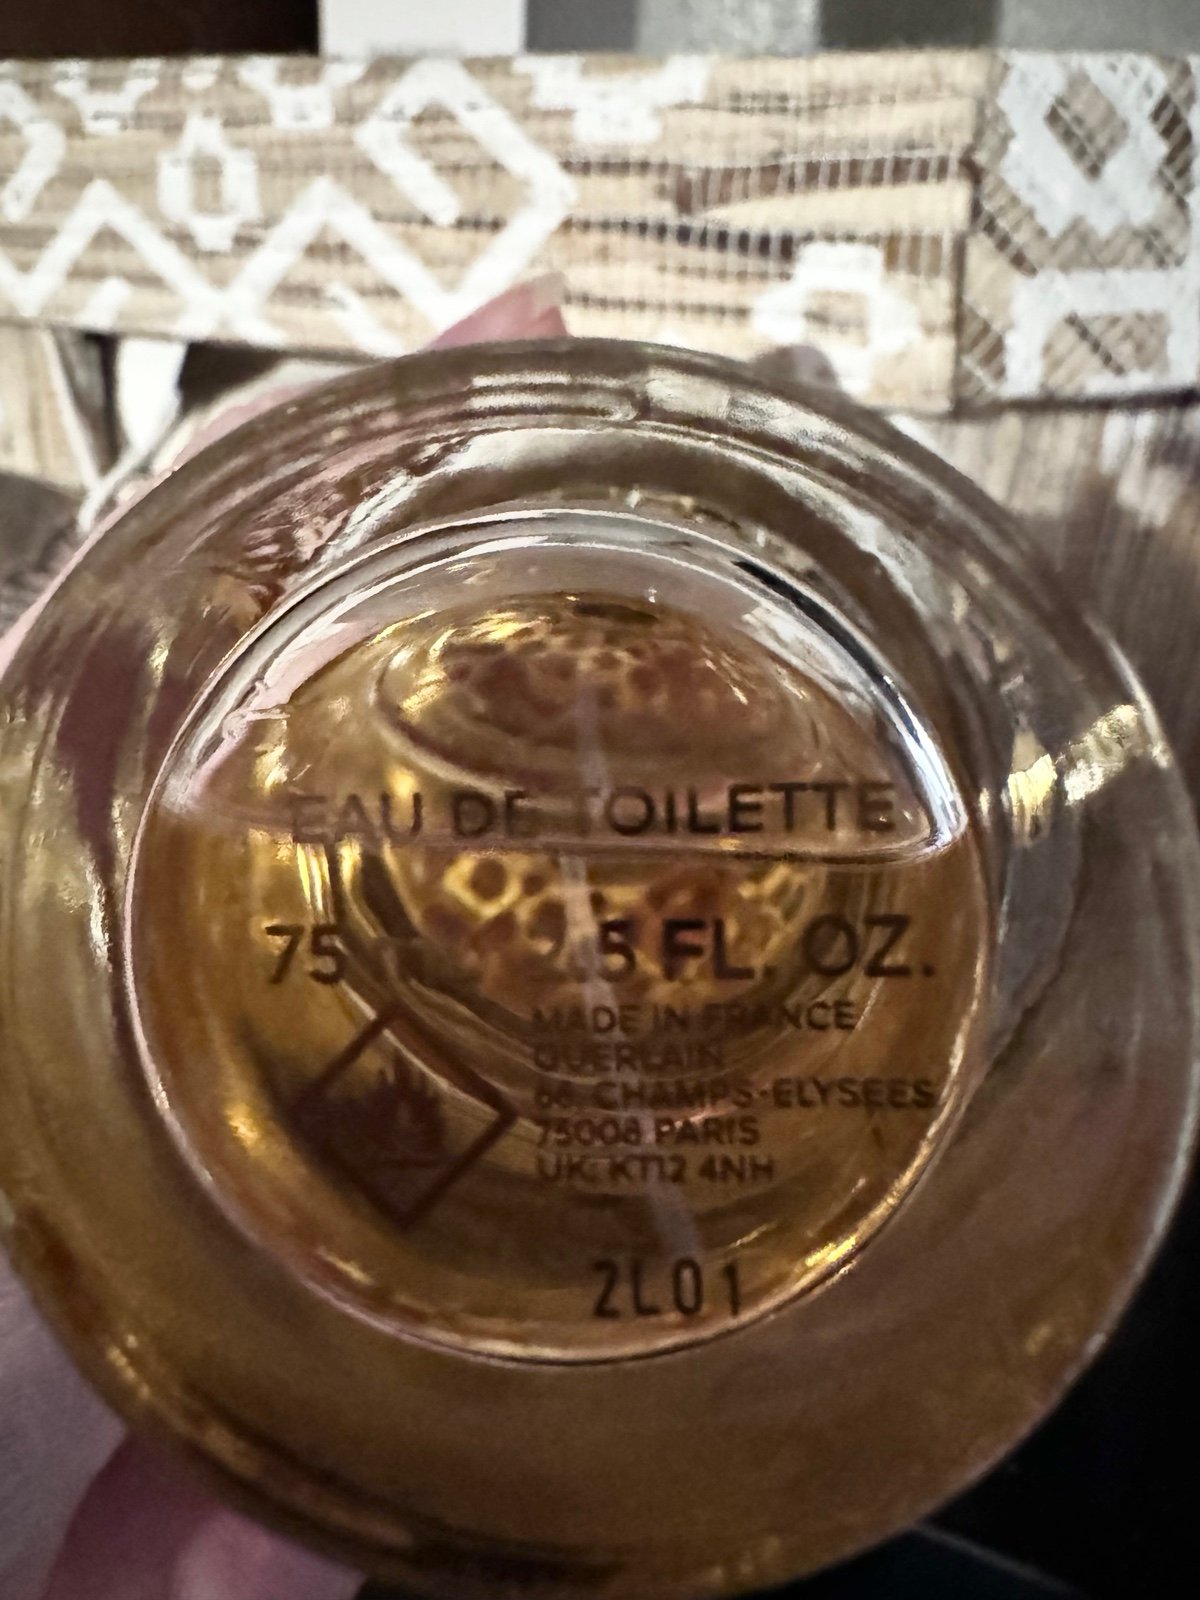 EAU DE TOILETTE
75 2.5 FL. OZ.
MADE IN FRANCE
GUERLAIN
68, CHAMPS-ELYSEES
75008 PARIS
UK: KT12 4NH
2L01